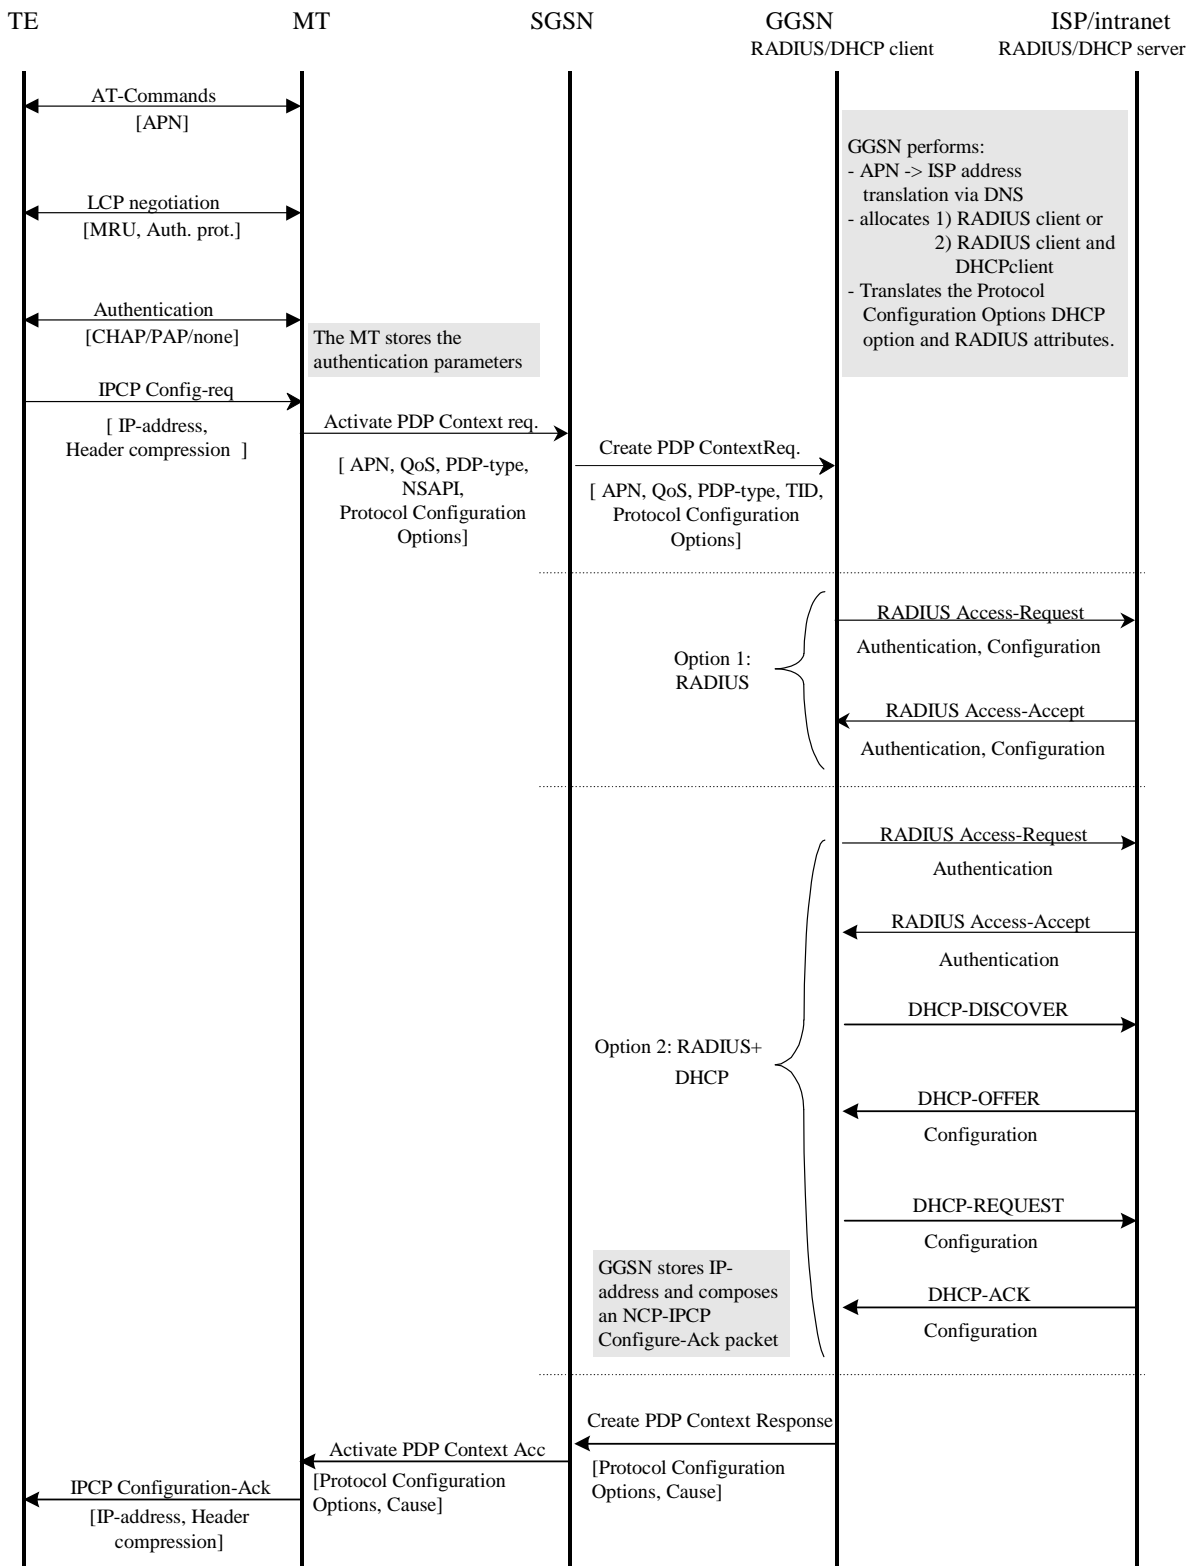 TE
MT
SGSN
GGSN
RADIUS/DHCP client
ISP/intranet
RADIUS/DHCP server
AT-Commands
[APN]
LCP negotiation
[MRU, Auth. prot.]
Authentication
[CHAP/PAP/none]
The MT stores the
authentication parameters
GGSN performs:
- APN -> ISP address
translation via DNS
- allocates 1) RADIUS client or
2) RADIUS client and
DHCPclient
- Translates the Protocol
Configuration Options DHCP
option and RADIUS attributes.
IPCP Config-req
[ IP-address,
Header compression ]
Activate PDP Context req.
[ APN, QoS, PDP-type,
NSAPI,
Protocol Configuration
Options]
Create PDP ContextReq.
[ APN, QoS, PDP-type, TID,
Protocol Configuration
Options]
Option 1:
RADIUS
RADIUS Access-Request
Authentication, Configuration
RADIUS Access-Accept
Authentication, Configuration
Option 2: RADIUS+
DHCP
RADIUS Access-Request
Authentication
RADIUS Access-Accept
Authentication
DHCP-DISCOVER
DHCP-OFFER
Configuration
DHCP-REQUEST
Configuration
DHCP-ACK
Configuration
GGSN stores IP-
address and composes
an NCP-IPCP
Configure-Ack packet
Create PDP Context Response
[Protocol Configuration
Options, Cause]
Activate PDP Context Acc
[Protocol Configuration
Options, Cause]
IPCP Configuration-Ack
[IP-address, Header
compression]